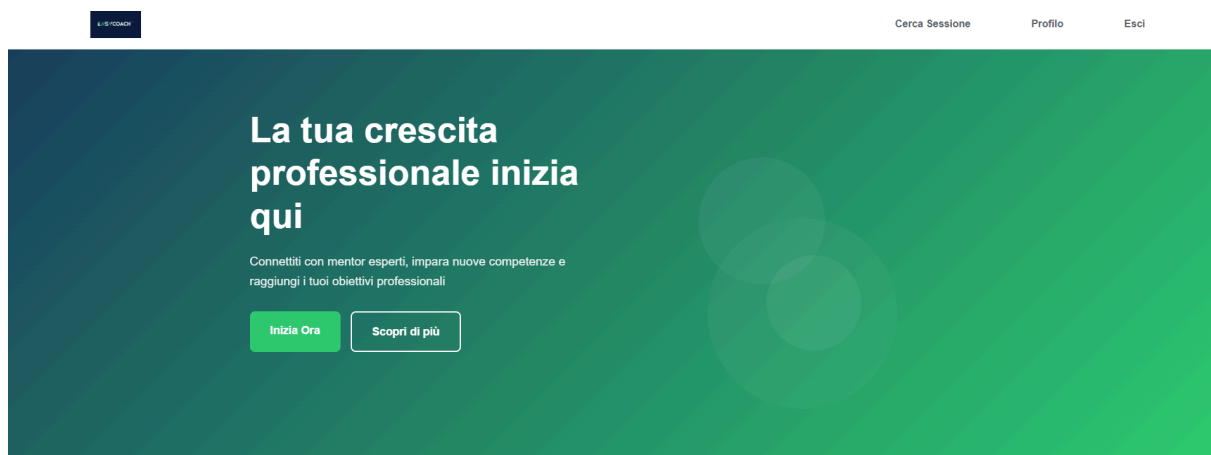 EASYCOACH
Cerca Sessione
Profilo
Esci
La tua crescita
professionale inizia
qui
Connettiti con mentor esperti, impara nuove competenze e
raggiungi i tuoi obiettivi professionali
Inizia Ora
Scopri di più